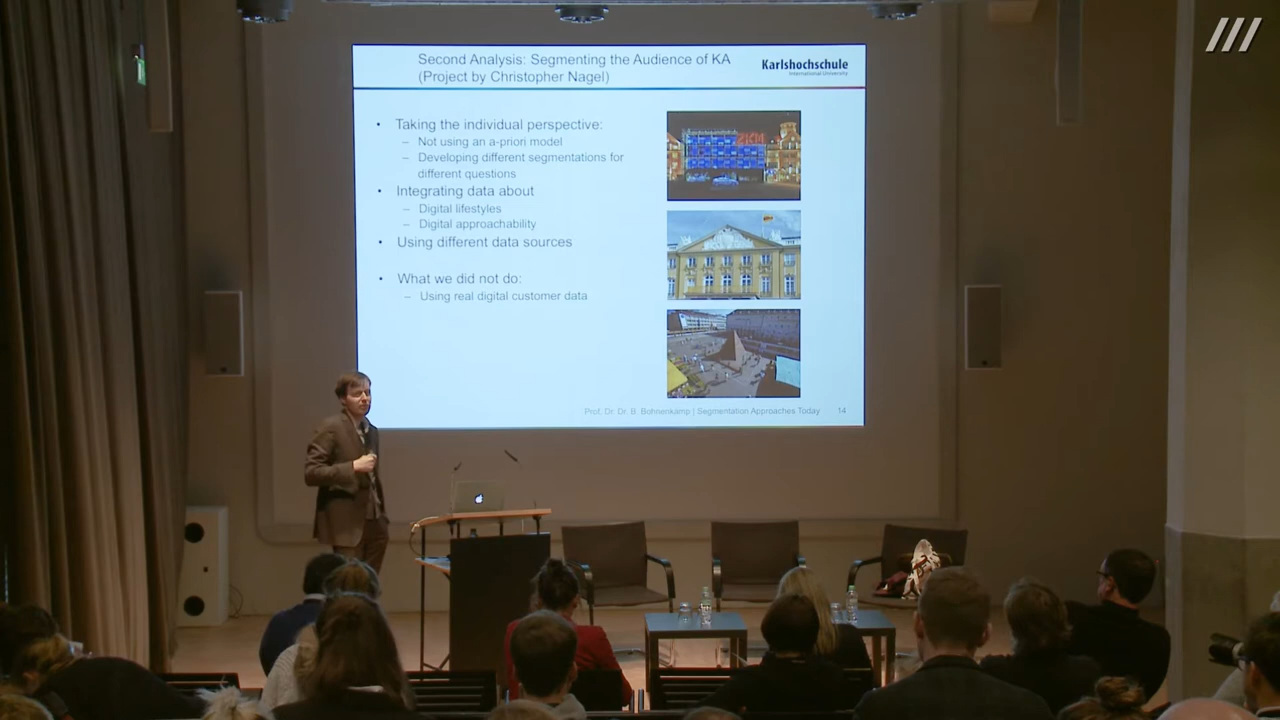 Second Analysis: Segmenting the Audience of KA
(Project by Christopher Nagel)
Karlshochschule
International University
• Taking the individual perspective:
– Not using an a-priori model
– Developing different segmentations for
different questions
• Integrating data about
– Digital lifestyles
– Digital approachability
• Using different data sources
• What we did not do:
– Using real digital customer data
Prof. Dr. Dr. B. Bohnenkamp | Segmentation Approaches Today 14